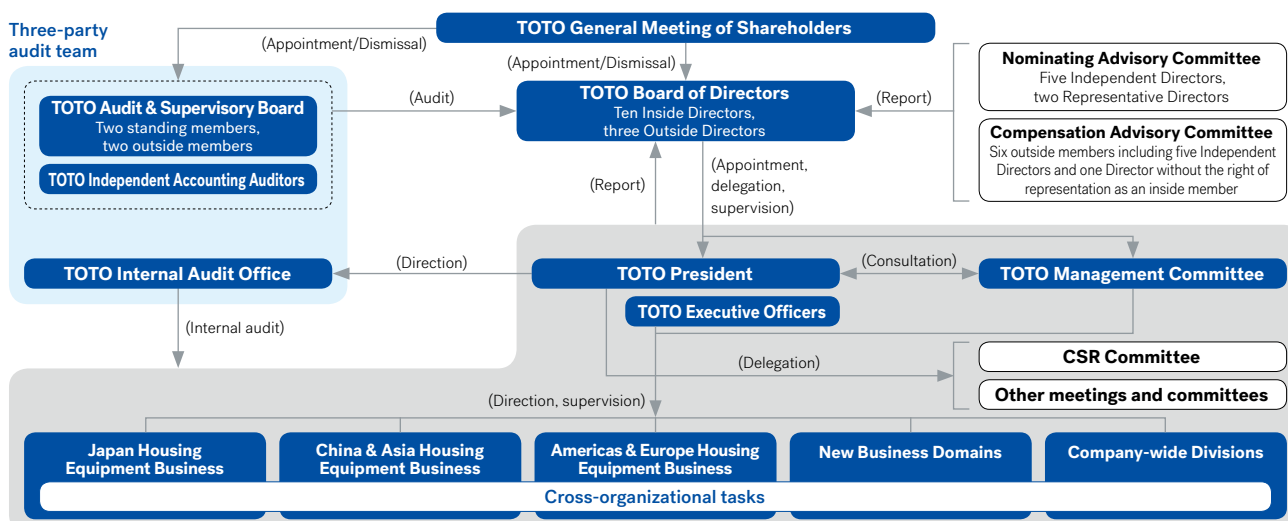 Three-party
audit team
TOTO General Meeting of Shareholders
(Appointment/Dismissal)
(Appointment/Dismissal)
TOTO Audit & Supervisory Board
Two standing members,
two outside members
TOTO Independent Accounting Auditors
(Audit)
TOTO Board of Directors
Ten Inside Directors,
three Outside Directors
(Report)
Nominating Advisory Committee
Five Independent Directors,
two Representative Directors
Compensation Advisory Committee
Six outside members including five Independent
Directors and one Director without the right of
representation as an inside member
(Report)
(Appointment,
delegation,
supervision)
TOTO Internal Audit Office
(Direction)
TOTO President
(Consultation)
TOTO Management Committee
TOTO Executive Officers
(Internal audit)
(Delegation)
CSR Committee
Other meetings and committees
(Direction, supervision)
Japan Housing
Equipment Business
China & Asia Housing
Equipment Business
Americas & Europe Housing
Equipment Business
New Business Domains
Company-wide Divisions
Cross-organizational tasks